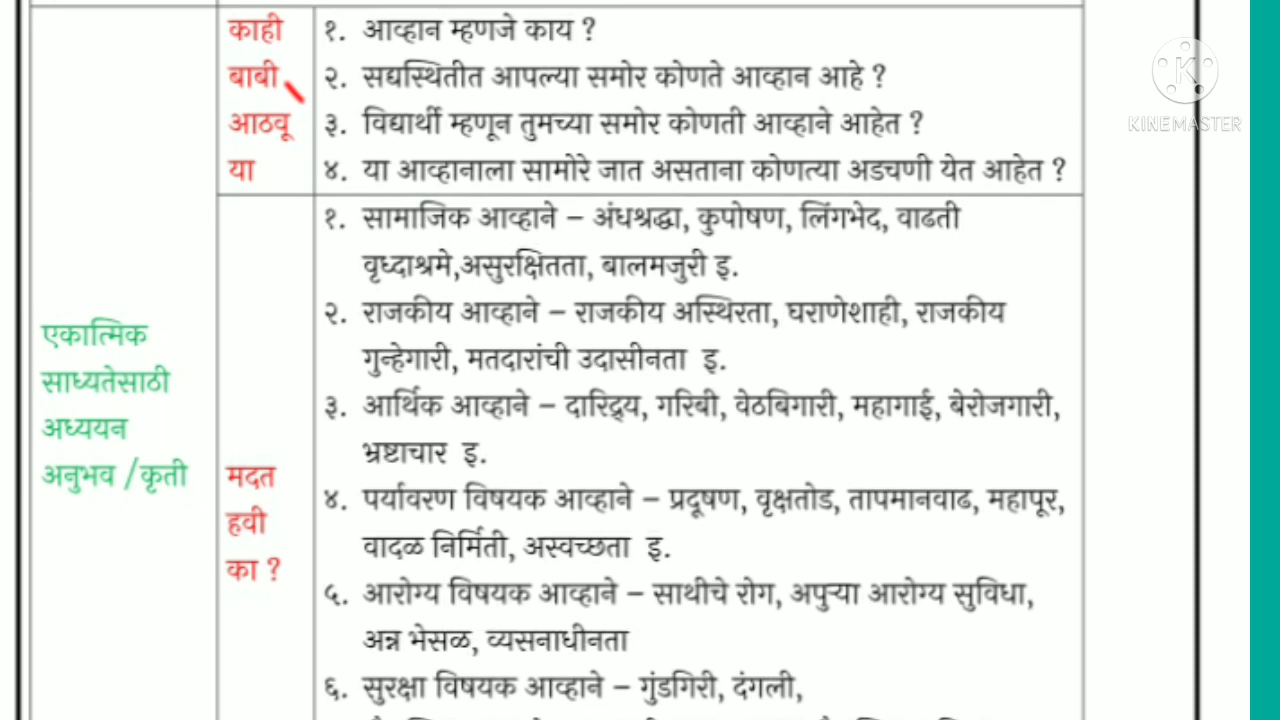 काही
बाबी
आठवू
या
१. आव्हान म्हणजे काय ?
२. सद्यस्थितीत आपल्या समोर कोणते आव्हान आहे ?
३. विद्यार्थी म्हणून तुमच्या समोर कोणती आव्हाने आहेत ?
४. या आव्हानाला सामोरे जात असताना कोणत्या अडचणी येत आहेत ?
एकात्मिक
साध्यतेसाठी
अध्ययन
अनुभव /कृती
मदत
हवी
का ?
१. सामाजिक आव्हाने – अंधश्रद्धा, कुपोषण, लिंगभेद, वाढती
वृध्दाश्रमे,असुरक्षितता, बालमजुरी इ.
२. राजकीय आव्हाने – राजकीय अस्थिरता, घराणेशाही, राजकीय
गुन्हेगारी, मतदारांची उदासीनता इ.
३. आर्थिक आव्हाने – दारिद्र्य, गरिबी, वेठबिगारी, महागाई, बेरोजगारी,
भ्रष्टाचार इ.
४. पर्यावरण विषयक आव्हाने – प्रदूषण, वृक्षतोड, तापमानवाढ, महापूर,
वादळ निर्मिती, अस्वच्छता इ.
५. आरोग्य विषयक आव्हाने – साथीचे रोग, अपुऱ्या आरोग्य सुविधा,
अन्न भेसळ, व्यसनाधीनता
६. सुरक्षा विषयक आव्हाने – गुंडगिरी, दंगली,
K
KINEMASTER